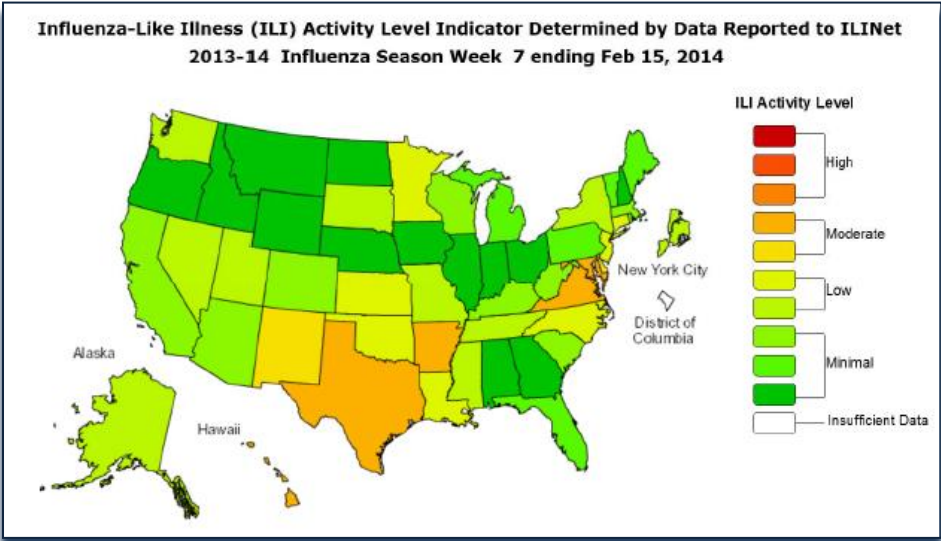 Influenza-Like Illness (ILI) Activity Level Indicator Determined by Data Reported to ILINet
2013-14 Influenza Season Week 7 ending Feb 15, 2014
ILI Activity Level
High
Moderate
New York City
Low
District of
Columbia
Alaska
Minimal
Hawaii
Insufficient Data